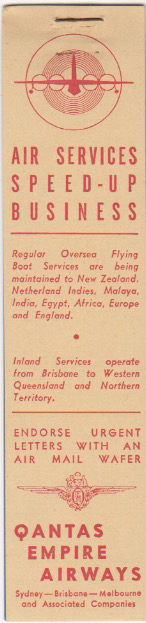 AIR SERVICES
SPEED-UP
BUSINESS
Regular Oversea Flying
Boat Services are being
maintained to New Zealand,
Netherland Indies, Malaya,
India, Egypt, Africa, Europe
and England.
•
Inland Services operate
from Brisbane to Western
Queensland and Northern
Territory.
ENDORSE URGENT
LETTERS WITH AN
AIR MAIL WAFER
QANTAS
EMPIRE
AIRWAYS
Sydney—Brisbane—Melbourne
and Associated Companies